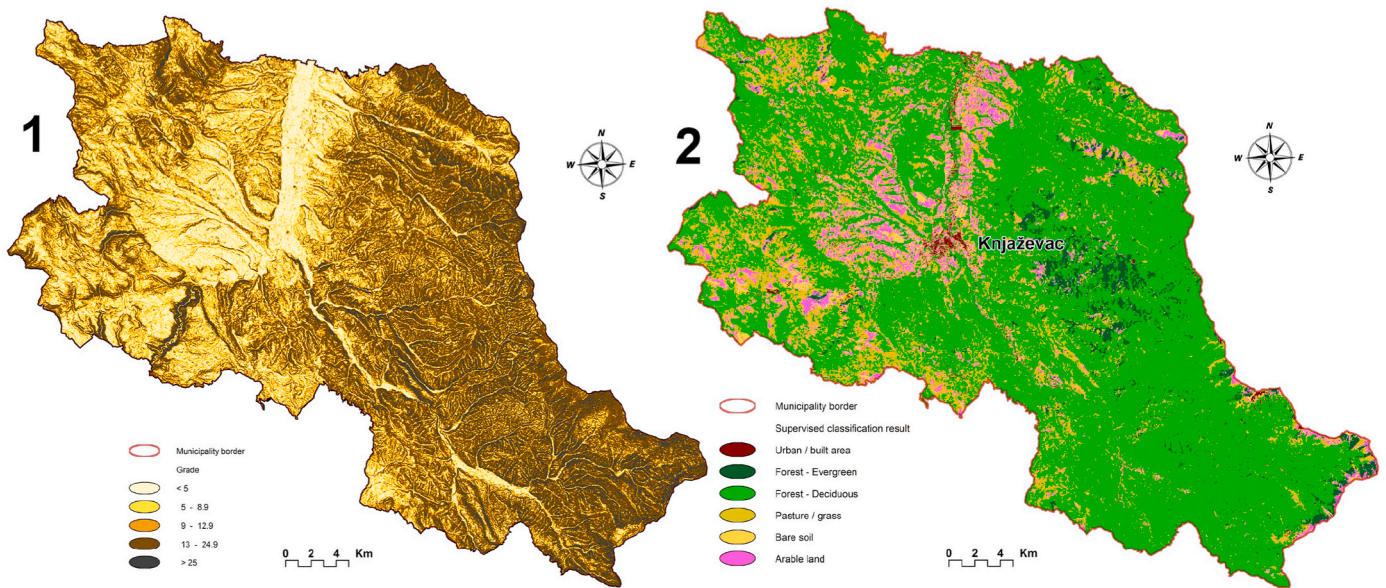 1
N
W E
S
Municipality border
Grade
< 5
5 - 8.9
9 - 12.9
13 - 24.9
> 25
0 2 4 Km
2
N
W E
S
Knjaževac
Municipality border
Supervised classification result
Urban / built area
Forest - Evergreen
Forest - Deciduous
Pasture / grass
Bare soil
Arable land
0 2 4 Km